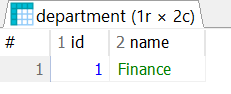 department (1r × 2c)
# 1 id 2 name
1 1 Finance